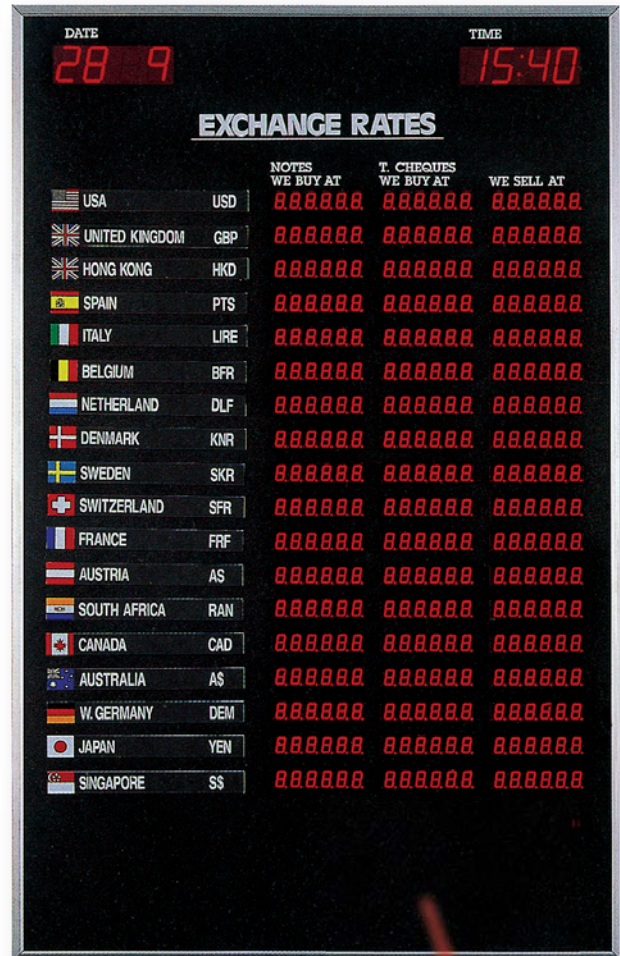 DATE TIME
28 9 15:40
EXCHANGE RATES
NOTES T. CHEQUES
WE BUY AT WE BUY AT WE SELL AT
USA USD 8.8.8.8.8.8. 8.8.8.8.8.8. 8.8.8.8.8.8.
UNITED KINGDOM GBP 8.8.8.8.8.8. 8.8.8.8.8.8. 8.8.8.8.8.8.
HONG KONG HKD 8.8.8.8.8.8. 8.8.8.8.8.8. 8.8.8.8.8.8.
SPAIN PTS 8.8.8.8.8.8. 8.8.8.8.8.8. 8.8.8.8.8.8.
ITALY LIRE 8.8.8.8.8.8. 8.8.8.8.8.8. 8.8.8.8.8.8.
BELGIUM BFR 8.8.8.8.8.8. 8.8.8.8.8.8. 8.8.8.8.8.8.
NETHERLAND DLF 8.8.8.8.8.8. 8.8.8.8.8.8. 8.8.8.8.8.8.
DENMARK KNR 8.8.8.8.8.8. 8.8.8.8.8.8. 8.8.8.8.8.8.
SWEDEN SKR 8.8.8.8.8.8. 8.8.8.8.8.8. 8.8.8.8.8.8.
SWITZERLAND SFR 8.8.8.8.8.8. 8.8.8.8.8.8. 8.8.8.8.8.8.
FRANCE FRF 8.8.8.8.8.8. 8.8.8.8.8.8. 8.8.8.8.8.8.
AUSTRIA AS 8.8.8.8.8.8. 8.8.8.8.8.8. 8.8.8.8.8.8.
SOUTH AFRICA RAN 8.8.8.8.8.8. 8.8.8.8.8.8. 8.8.8.8.8.8.
CANADA CAD 8.8.8.8.8.8. 8.8.8.8.8.8. 8.8.8.8.8.8.
AUSTRALIA A$ 8.8.8.8.8.8. 8.8.8.8.8.8. 8.8.8.8.8.8.
W. GERMANY DEM 8.8.8.8.8.8. 8.8.8.8.8.8. 8.8.8.8.8.8.
JAPAN YEN 8.8.8.8.8.8. 8.8.8.8.8.8. 8.8.8.8.8.8.
SINGAPORE S$ 8.8.8.8.8.8. 8.8.8.8.8.8. 8.8.8.8.8.8.